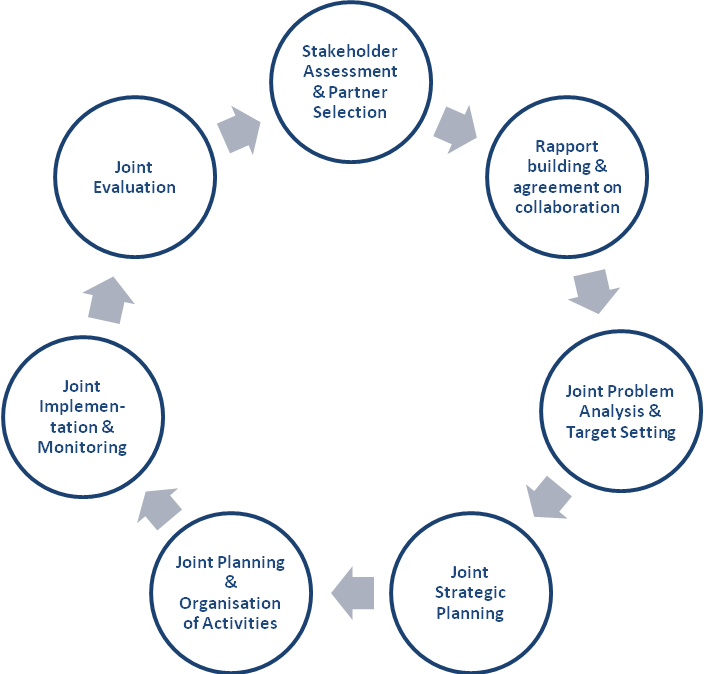 Stakeholder
Assessment
& Partner
Selection
Rapport
building &
agreement on
collaboration
Joint Problem
Analysis &
Target Setting
Joint
Strategic
Planning
Joint Planning
&
Organisation
of Activities
Joint
Implemen-
tation &
Monitoring
Joint
Evaluation